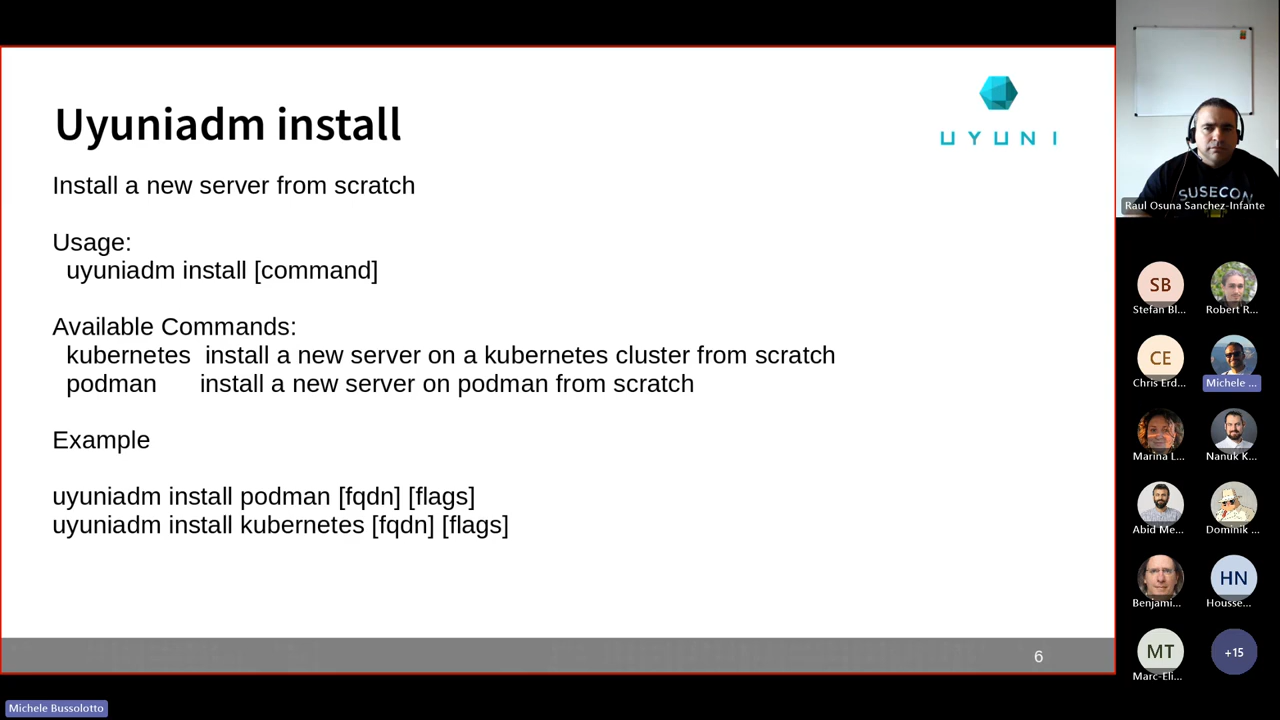 Uyuniadm install
UYUNI
Install a new server from scratch
Usage:
uyuniadm install [command]
Available Commands:
kubernetes install a new server on a kubernetes cluster from scratch
podman install a new server on podman from scratch
Example
uyuniadm install podman [fqdn] [flags]
uyuniadm install kubernetes [fqdn] [flags]
6
Michele Bussolotto
SUSECON
Raul Osuna Sanchez-Infante
SB
Stefan Bl...
Robert R...
CE
Chris Erd...
Michele ...
Marina L...
Nanuk K...
Abid Me...
Dominik ...
Benjami...
HN
Housse...
MT
Marc-Eli...
+15